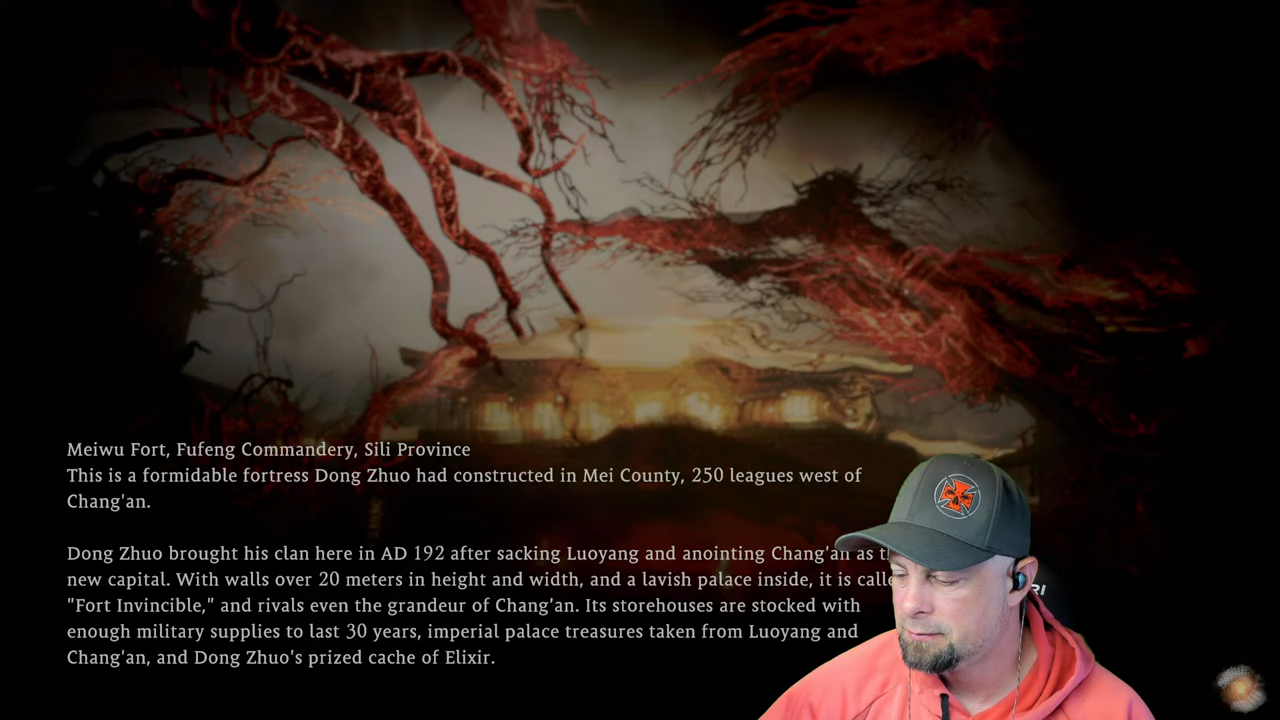 Meiwu Fort, Fufeng Commandery, Sili Province
This is a formidable fortress Dong Zhuo had constructed in Mei County, 250 leagues west of
Chang'an.
Dong Zhuo brought his clan here in AD 192 after sacking Luoyang and anointing Chang'an as
new capital. With walls over 20 meters in height and width, and a lavish palace inside, it is
"Fort Invincible," and rivals even the grandeur of Chang'an. Its storehouses are stocked with
enough military supplies to last 30 years, imperial palace treasures taken from Luoyang and
Chang'an, and Dong Zhuo's prized cache of Elixir.